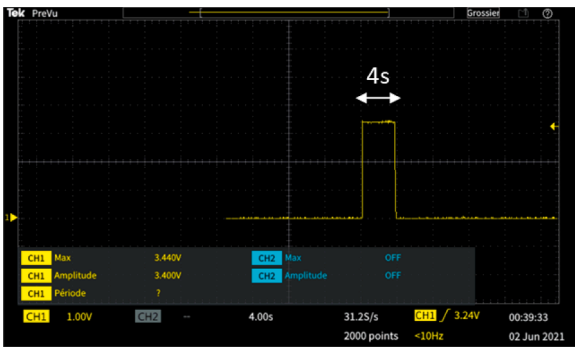 Tek PreVu Grossier
4s
1
CH1 Max 3.440V CH2 Max OFF
CH1 Amplitude 3.400V CH2 Amplitude OFF
CH1 Période ?
CH1 1.00V CH2 -- 4.00s 31.2S/s CH1 3.24V 00:39:33
2000 points <10Hz 02 Jun 2021